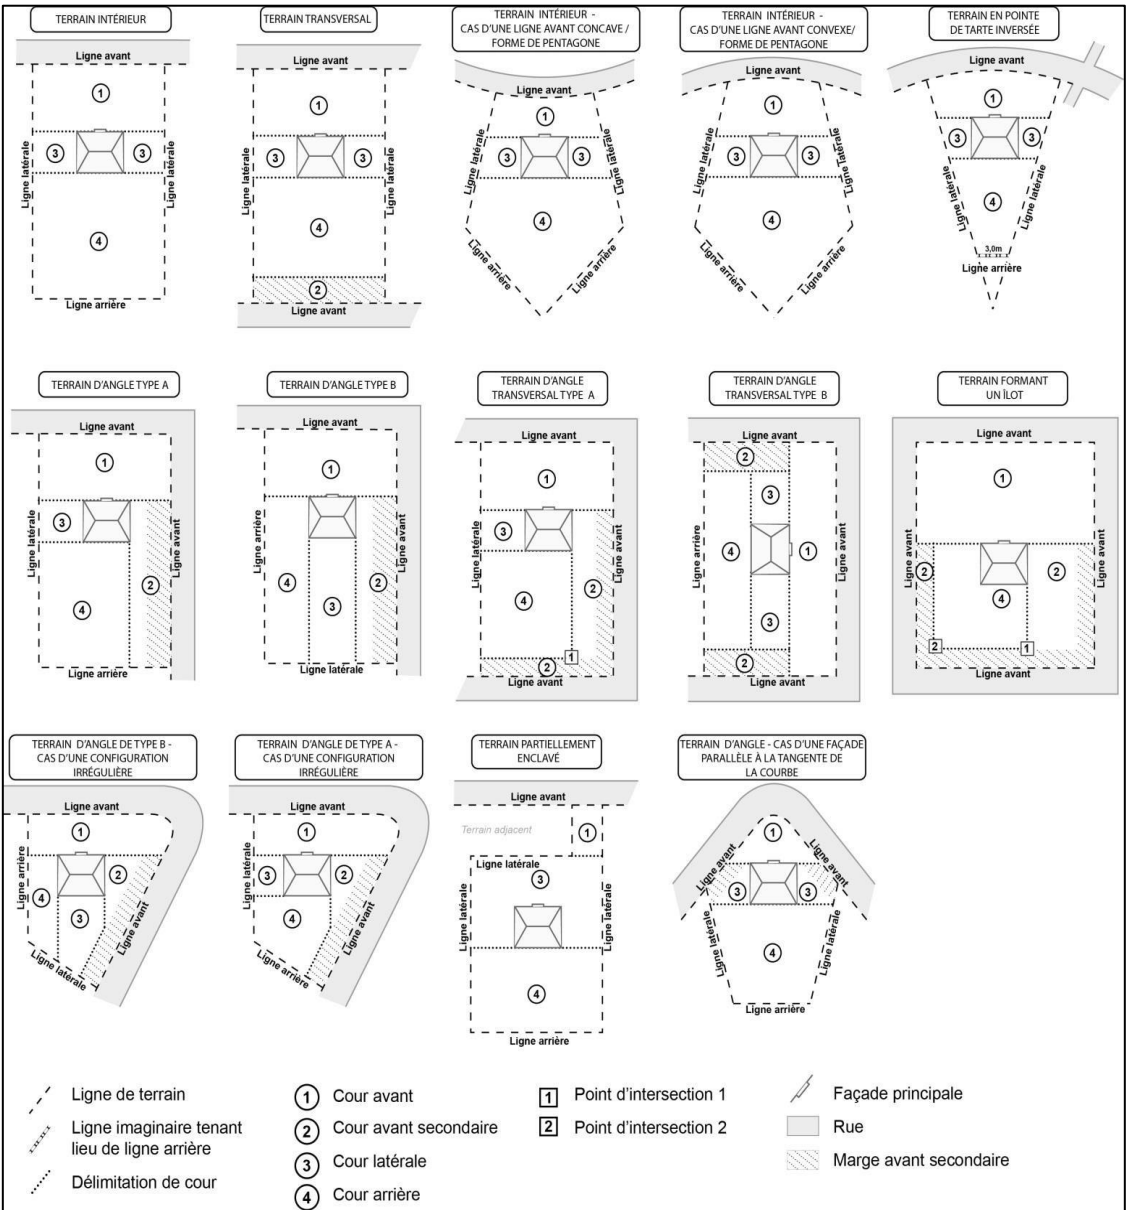 TERRAIN INTÉRIEUR
Ligne avant
1
3
3
Ligne latérale
Ligne latérale
4
Ligne arrière
TERRAIN TRANSVERSAL
Ligne avant
1
3
3
Ligne latérale
Ligne latérale
4
2
Ligne avant
TERRAIN INTÉRIEUR -
CAS D'UNE LIGNE AVANT CONCAVE /
FORME DE PENTAGONE
Ligne avant
1
3
3
Ligne latérale
Ligne latérale
4
Ligne arrière
Ligne arrière
TERRAIN INTÉRIEUR -
CAS D'UNE LIGNE AVANT CONVEXE/
FORME DE PENTAGONE
Ligne avant
1
3
3
Ligne latérale
Ligne latérale
4
Ligne arrière
Ligne arrière
TERRAIN EN POINTE
DE TARTE INVERSÉE
Ligne avant
1
3
3
Ligne latérale
Ligne latérale
4
3,0m
Ligne arrière
TERRAIN D'ANGLE TYPE A
Ligne avant
1
3
Ligne latérale
Ligne avant
2
4
Ligne arrière
TERRAIN D'ANGLE TYPE B
Ligne avant
1
Ligne arrière
Ligne avant
4
2
3
Ligne latérale
TERRAIN D'ANGLE
TRANSVERSAL TYPE A
Ligne avant
1
3
Ligne latérale
Ligne avant
2
4
1
2
Ligne avant
TERRAIN D'ANGLE
TRANSVERSAL TYPE B
Ligne avant
2
3
4
1
Ligne arrière
Ligne avant
3
2
Ligne avant
TERRAIN FORMANT
UN ÎLOT
Ligne avant
1
Ligne avant
Ligne avant
2
2
4
2
1
Ligne avant
TERRAIN D'ANGLE DE TYPE B -
CAS D'UNE CONFIGURATION
IRRÉGULIÈRE
Ligne avant
1
Ligne arrière
2
4
3
Ligne avant
Ligne latérale
TERRAIN D'ANGLE DE TYPE A -
CAS D'UNE CONFIGURATION
IRRÉGULIÈRE
Ligne avant
1
Ligne latérale
3
2
4
Ligne avant
Ligne arrière
TERRAIN PARTIELLEMENT
ENCLAVÉ
Ligne avant
Terrain adjacent
1
Ligne latérale
3
Ligne latérale
Ligne latérale
4
Ligne arrière
TERRAIN D'ANGLE - CAS D'UNE FAÇADE
PARALLÈLE À LA TANGENTE DE
LA COURBE
1
Ligne avant
Ligne avant
3
3
Ligne latérale
Ligne latérale
4
Ligne arrière
Ligne de terrain
Ligne imaginaire tenant
lieu de ligne arrière
Délimitation de cour
1 Cour avant
2 Cour avant secondaire
3 Cour latérale
4 Cour arrière
1 Point d'intersection 1
2 Point d'intersection 2
Façade principale
Rue
Marge avant secondaire